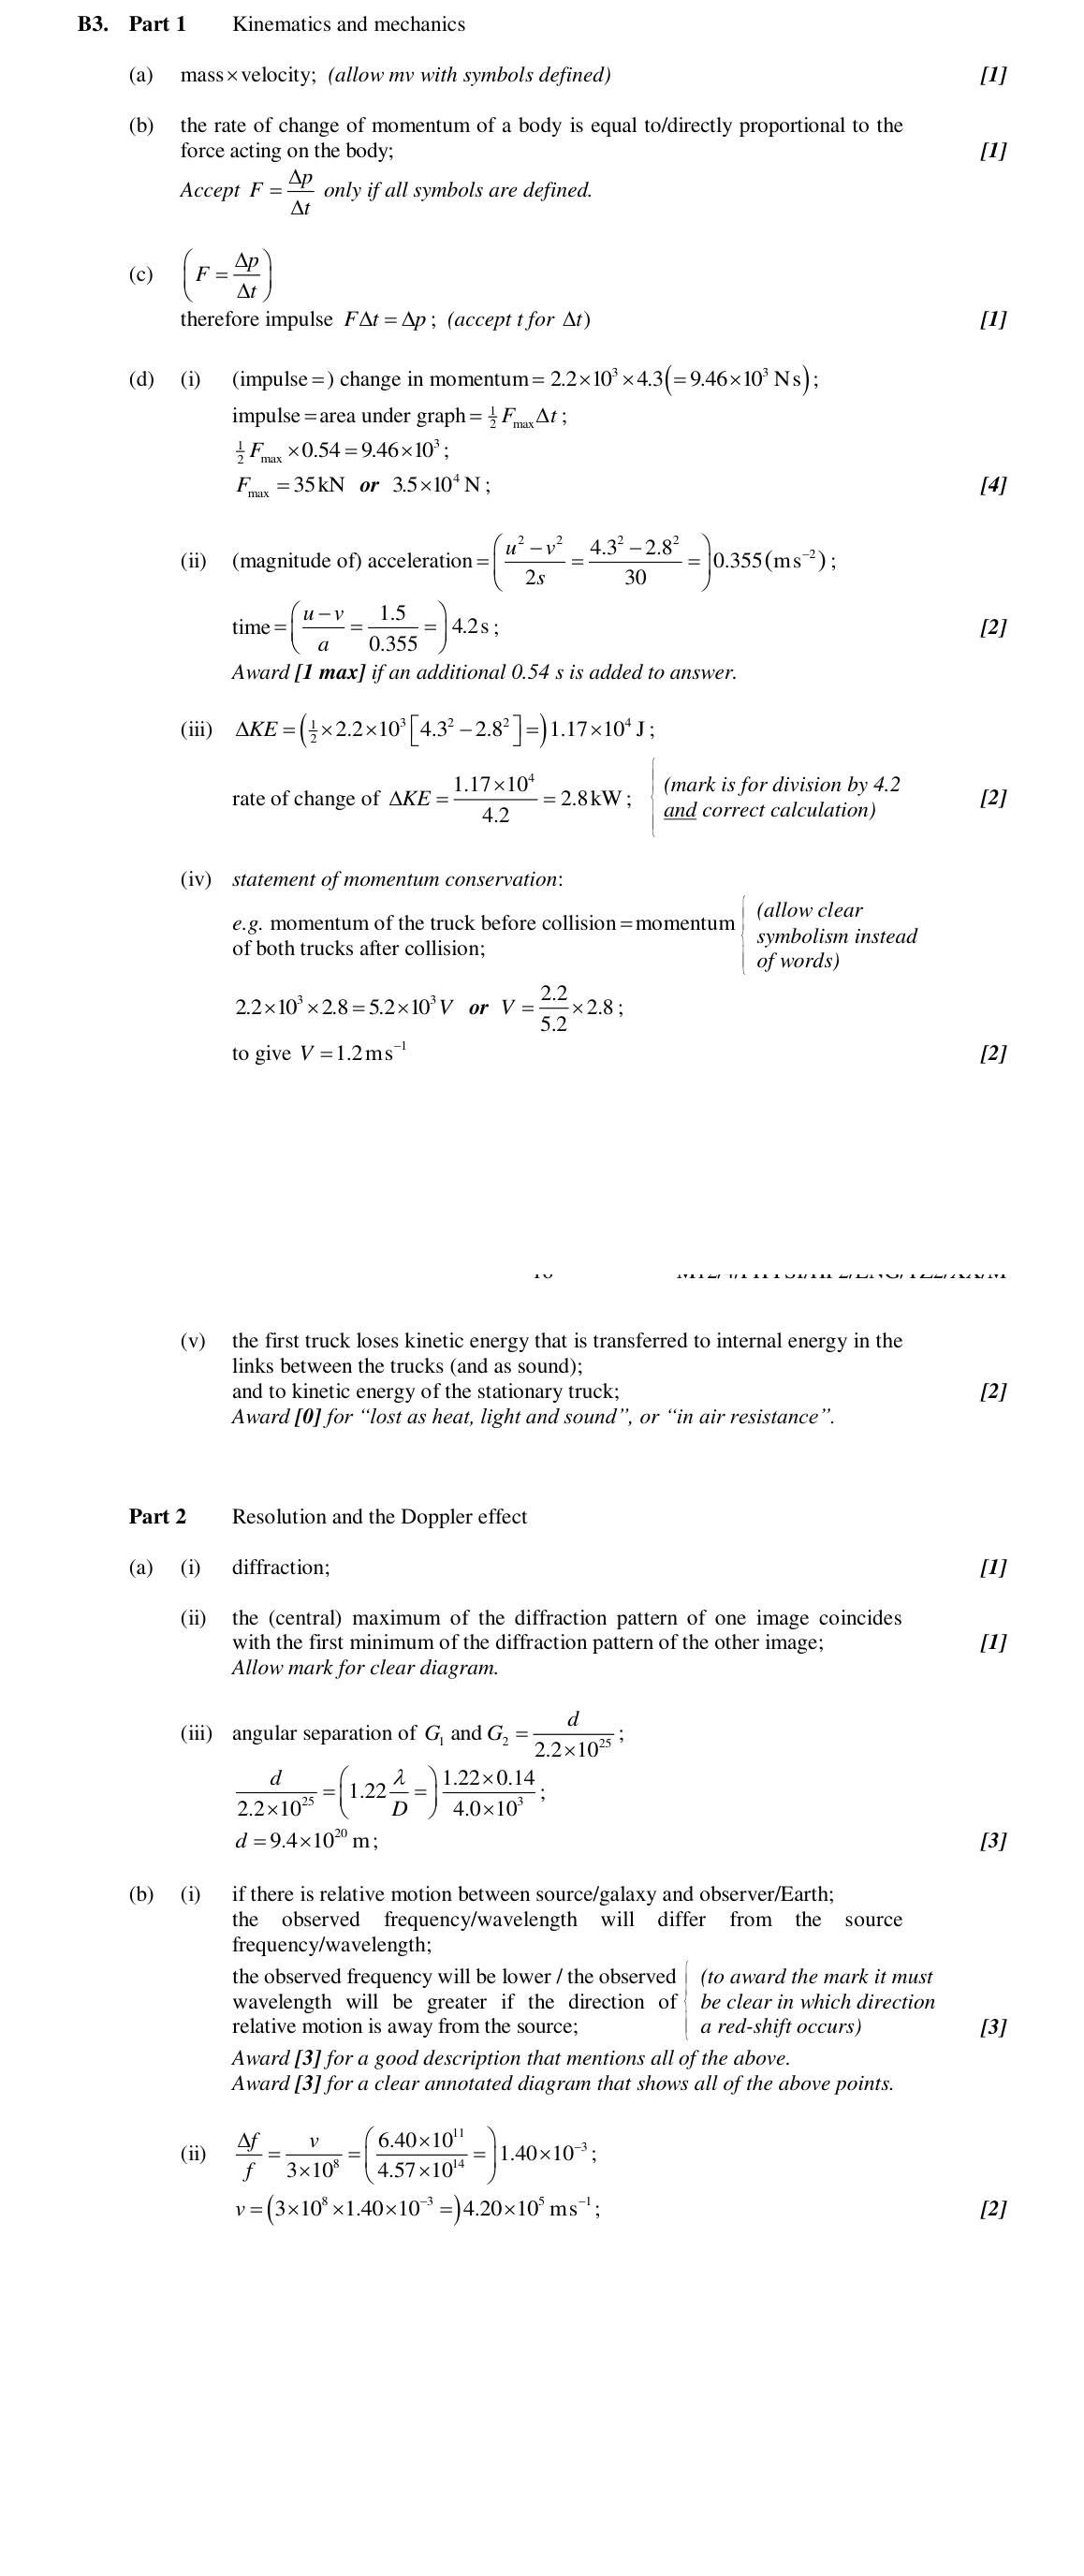 B3. Part 1 Kinematics and mechanics
(a) mass×velocity; (allow mv with symbols defined) [1]
(b) the rate of change of momentum of a body is equal to/directly proportional to the
force acting on the body; [1]
Accept F = Δp/Δt only if all symbols are defined.
(c) (F = Δp/Δt)
therefore impulse FΔt = Δp; (accept t for Δt) [1]
(d) (i) (impulse =) change in momentum = 2.2×10³ ×4.3(= 9.46×10³ Ns);
impulse = area under graph = ½ F_max Δt;
½ F_max ×0.54 = 9.46×10³;
F_max = 35 kN or 3.5×10⁴ N; [4]
(ii) (magnitude of) acceleration = (u² − v²/2s = 4.3² − 2.8²/30 =) 0.355(ms⁻²);
time = (u − v/a = 1.5/0.355 =) 4.2s; [2]
Award [1 max] if an additional 0.54 s is added to answer.
(iii) ΔKE = (½×2.2×10³[4.3² − 2.8²] =) 1.17×10⁴ J;
rate of change of ΔKE = 1.17×10⁴/4.2 = 2.8 kW; { (mark is for division by 4.2
and correct calculation) [2]
(iv) statement of momentum conservation:
e.g. momentum of the truck before collision = momentum
of both trucks after collision; { (allow clear
symbolism instead
of words)
2.2×10³ ×2.8 = 5.2×10³ V or V = 2.2/5.2 ×2.8;
to give V = 1.2ms⁻¹ [2]
(v) the first truck loses kinetic energy that is transferred to internal energy in the
links between the trucks (and as sound);
and to kinetic energy of the stationary truck; [2]
Award [0] for “lost as heat, light and sound”, or “in air resistance”.
Part 2 Resolution and the Doppler effect
(a) (i) diffraction; [1]
(ii) the (central) maximum of the diffraction pattern of one image coincides
with the first minimum of the diffraction pattern of the other image; [1]
Allow mark for clear diagram.
(iii) angular separation of G₁ and G₂ = d/2.2×10²⁵;
d/2.2×10²⁵ = (1.22 λ/D =) 1.22×0.14/4.0×10³;
d = 9.4×10²⁰ m; [3]
(b) (i) if there is relative motion between source/galaxy and observer/Earth;
the observed frequency/wavelength will differ from the source
frequency/wavelength;
the observed frequency will be lower / the observed
wavelength will be greater if the direction of
relative motion is away from the source; { (to award the mark it must
be clear in which direction
a red-shift occurs) [3]
Award [3] for a good description that mentions all of the above.
Award [3] for a clear annotated diagram that shows all of the above points.
(ii) Δf/f = v/3×10⁸ = (6.40×10¹¹/4.57×10¹⁴ =) 1.40×10⁻³;
v = (3×10⁸ ×1.40×10⁻³ =) 4.20×10⁵ ms⁻¹; [2]